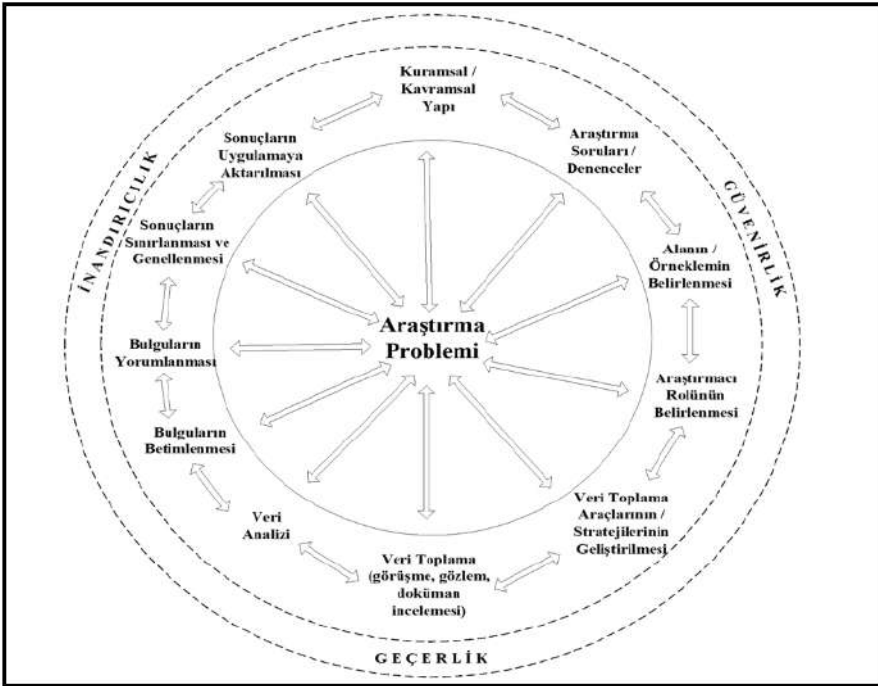 Kuramsal /
Kavramsal
Yapı
Araştırma
Soruları /
Denenceler
Alanın /
Örneklemin
Belirlenmesi
Araştırmacı
Rolünün
Belirlenmesi
Veri Toplama
Araçlarının /
Stratejilerinin
Geliştirilmesi
Veri Toplama
(görüşme, gözlem,
doküman
incelemesi)
Veri
Analizi
Bulguların
Betimlenmesi
Bulguların
Yorumlanması
Sonuçların
Sınırlanması ve
Genellenmesi
Sonuçların
Uygulamaya
Aktarılması
Araştırma
Problemi
İNANDIRICILIK
GÜVENİRLİK
GEÇERLİK